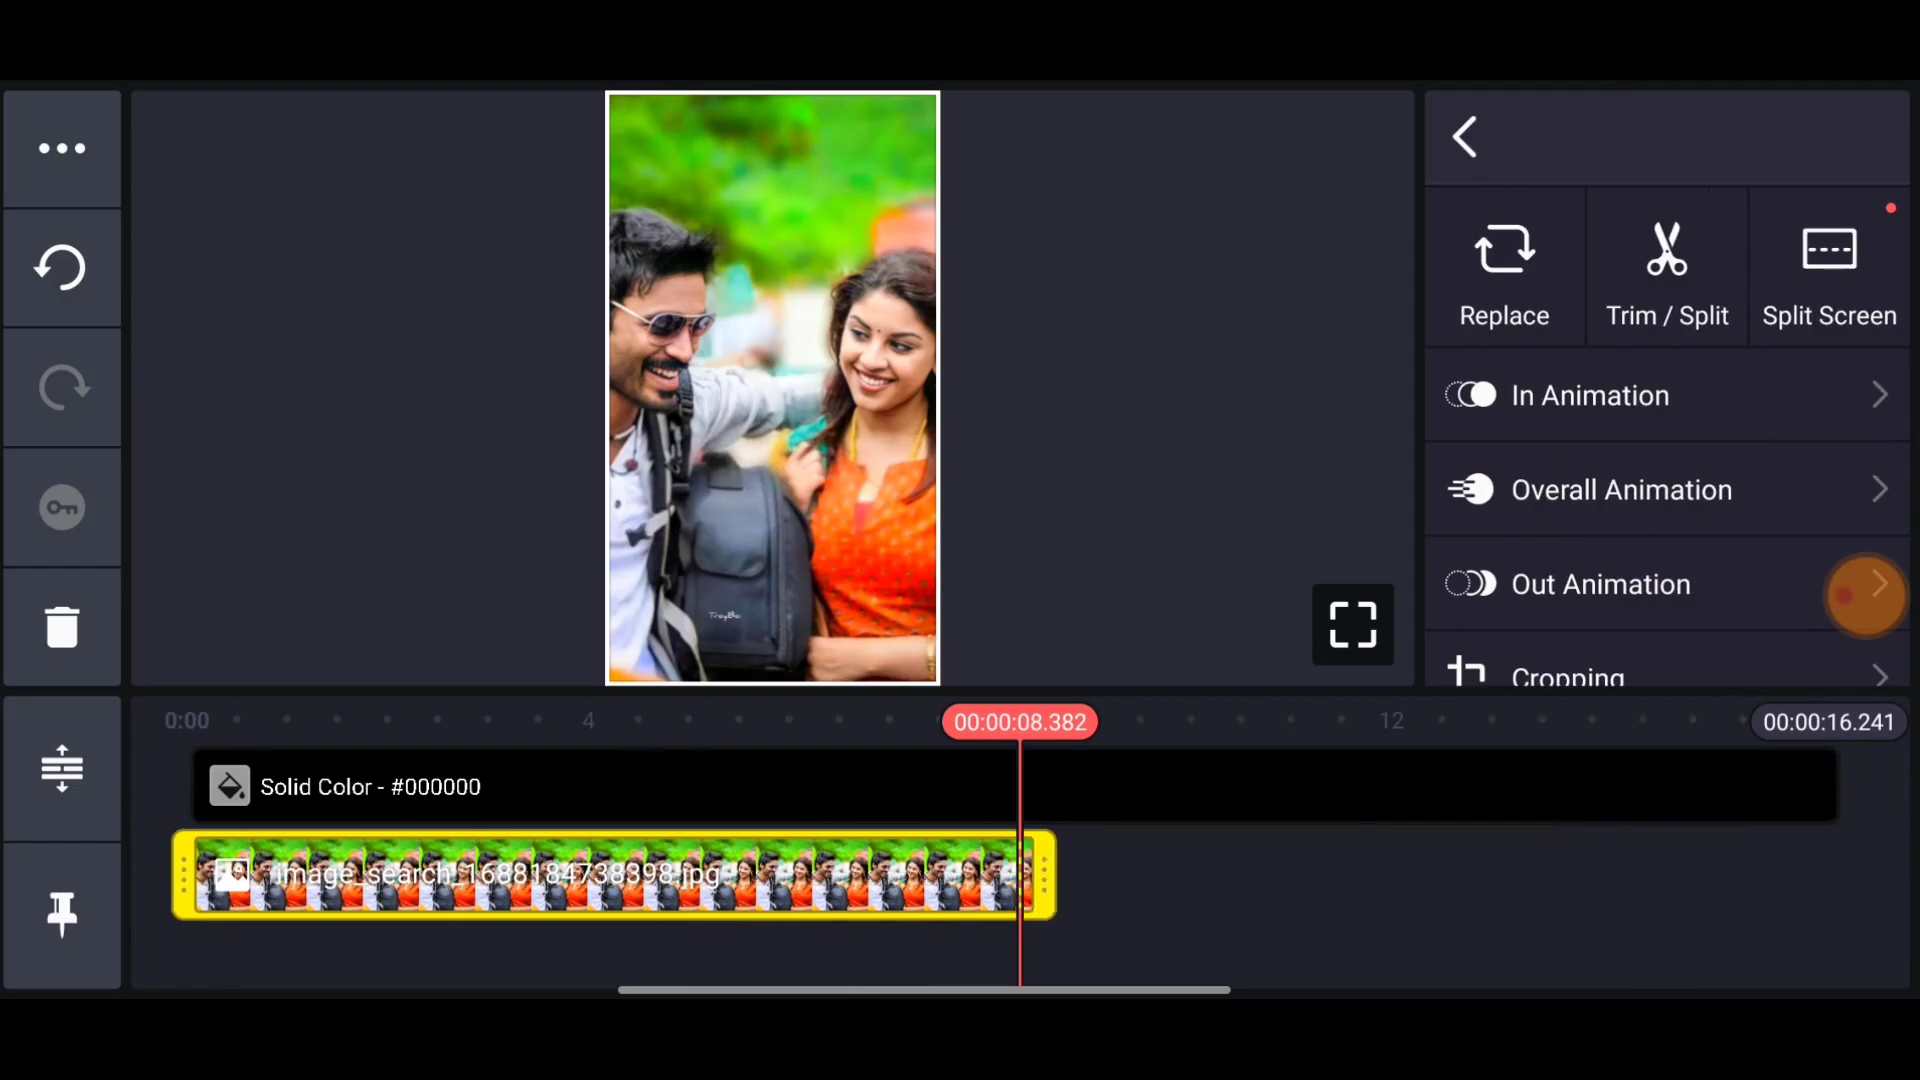 Replace
Trim / Split
Split Screen
In Animation
Overall Animation
Out Animation
Cropping
0:00
4
00:00:08.382
12
00:00:16.241
Solid Color - #000000
image_search_1688184738398.jpg